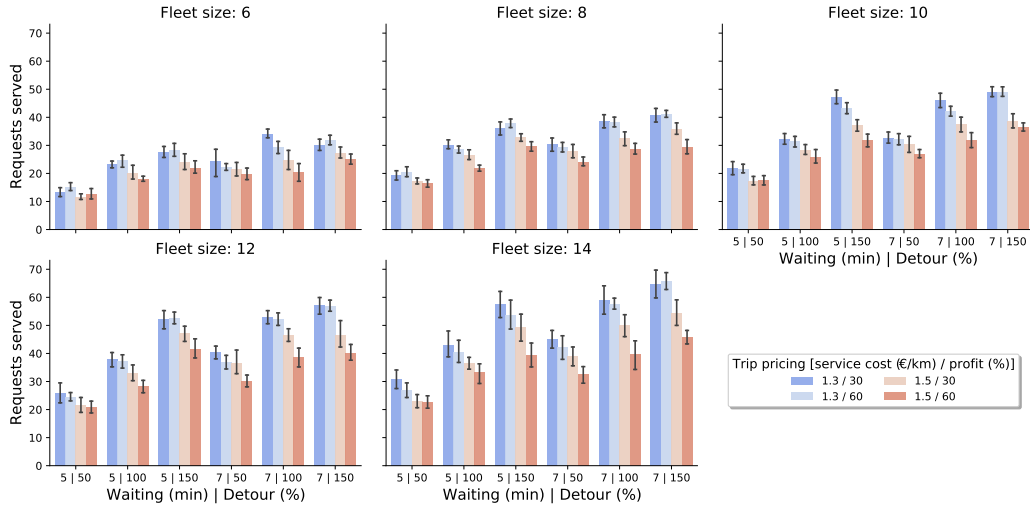 Fleet size: 6
Fleet size: 8
Fleet size: 10
Requests served
70
60
50
40
30
20
10
0
5 | 50
5 | 100
5 | 150
7 | 50
7 | 100
7 | 150
Waiting (min) | Detour (%)
Fleet size: 12
Fleet size: 14
Requests served
70
60
50
40
30
20
10
0
5 | 50
5 | 100
5 | 150
7 | 50
7 | 100
7 | 150
Waiting (min) | Detour (%)
5 | 50
5 | 100
5 | 150
7 | 50
7 | 100
7 | 150
Waiting (min) | Detour (%)
Trip pricing [service cost (€/km) / profit (%)]
1.3 / 30
1.5 / 30
1.3 / 60
1.5 / 60